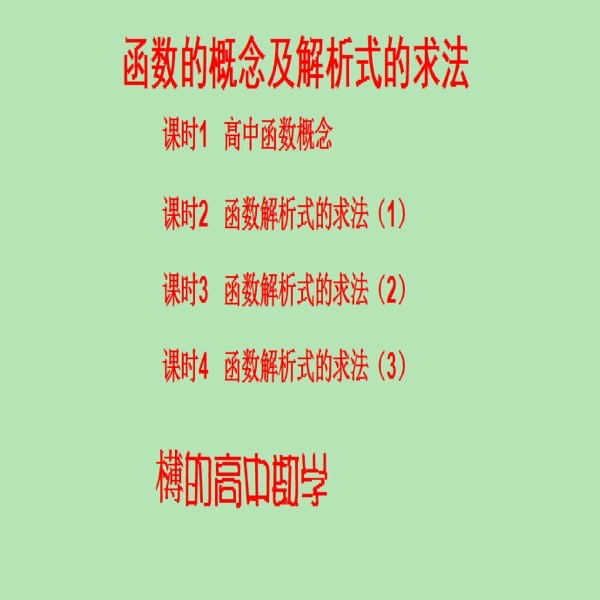 函数的概念及解析式的求法
课时1 高中函数概念
课时2 函数解析式的求法（1）
课时3 函数解析式的求法（2）
课时4 函数解析式的求法（3）
榑的高中数学